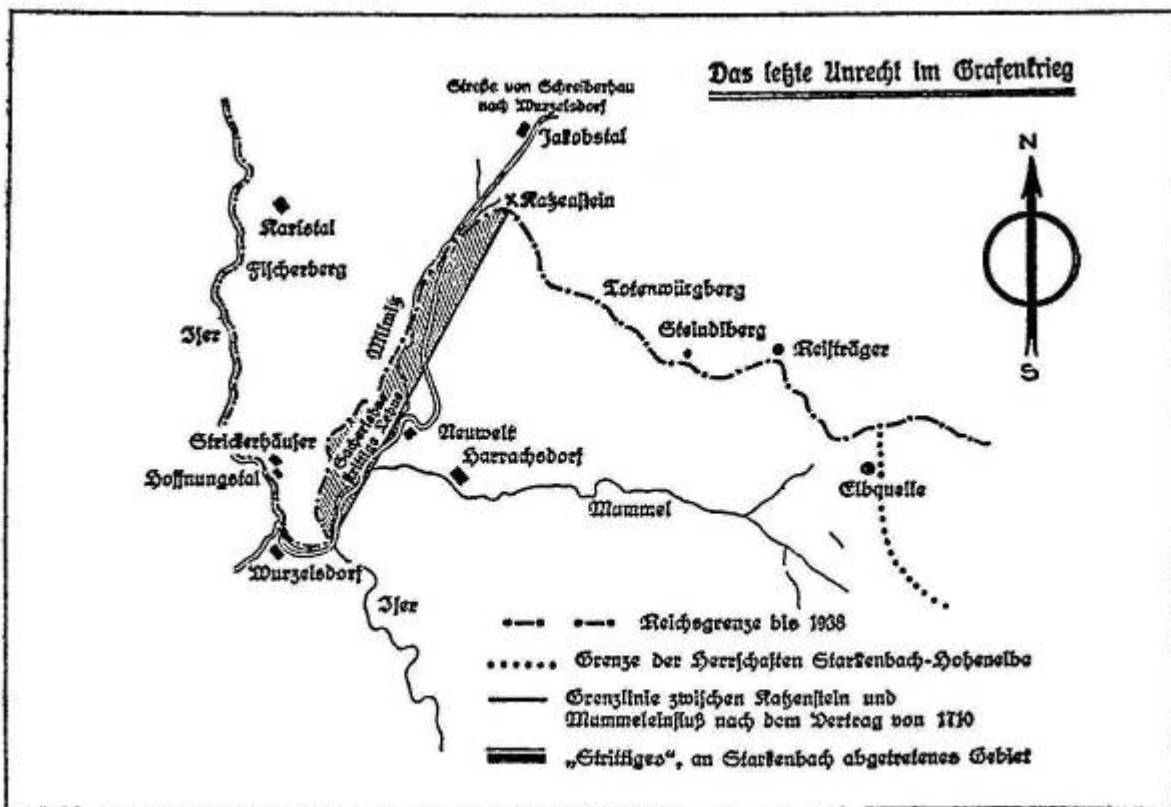 Das letzte Unrecht im Grafenkrieg
Straße von Schreiberhau
nach Wurzelsdorf
Jakobstal
N
Katzenstein
Karlstal
Fischerberg
Totenwürgberg
Iser
Milnitz
Steindlberg
Reifträger
S
Strickerhäuser
Neuwelt
Hoffnungstal
Harrachsdorf
Elbquelle
Mummel
Wurzelsdorf
Iser
Reichsgrenze bis 1938
Grenze der Herrschaften Starkenbach-Hohenelbe
Grenzlinie zwischen Katzenstein und
Mummeleinfluß nach dem Vertrag von 1710
„Strittiges“, an Starkenbach abgetretenes Gebiet